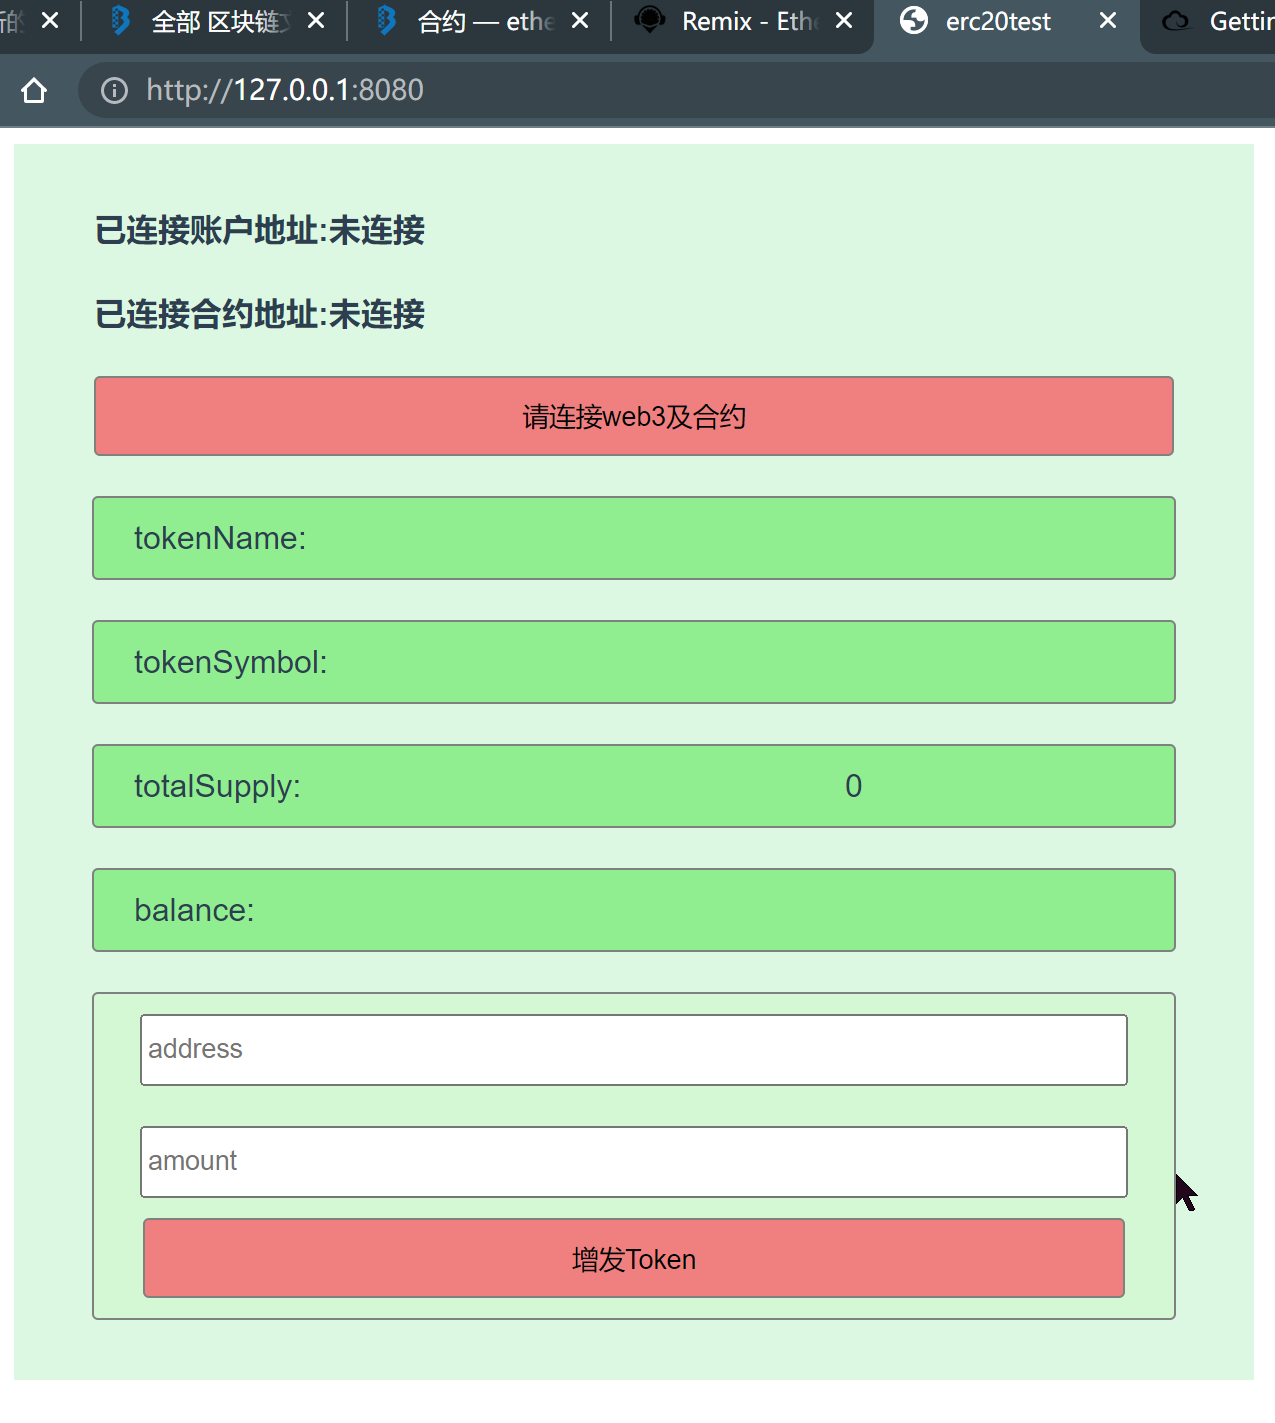 全部 区块链
合约 — ethe
Remix - Eth
erc20test
Gettin
http://127.0.0.1:8080
已连接账户地址:未连接
已连接合约地址:未连接
请连接web3及合约
tokenName:
tokenSymbol:
totalSupply: 0
balance:
address
amount
增发Token